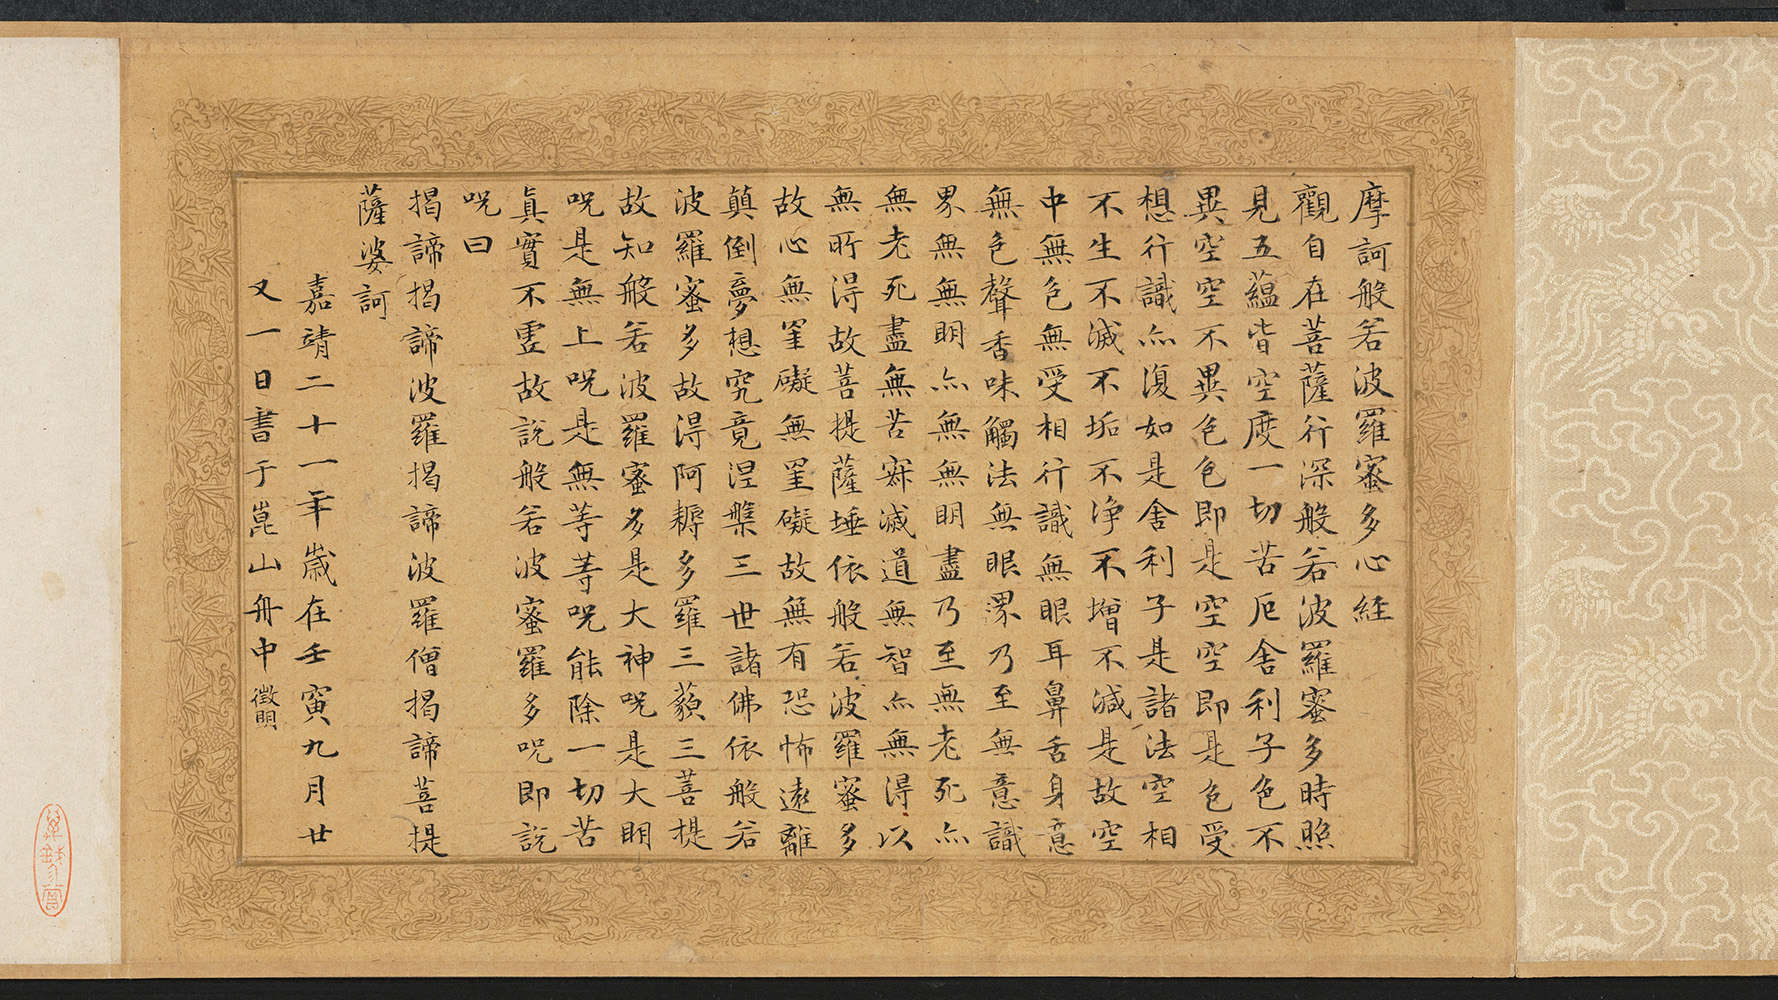 摩訶般若波羅蜜多心經
觀自在菩薩行深般若波羅蜜多時照
見五蘊皆空度一切苦厄舍利子色不
異空空不異色色即是空空即是色受
想行識亦復如是舍利子是諸法空相
不生不滅不垢不淨不增不減是故空
中無色無受相行識無眼耳鼻舌身意
無色聲香味觸法無眼界乃至無意識
界無無明亦無無明盡乃至無老死亦
無老死盡無苦寂滅道無智亦無得以
無所得故菩提薩埵依般若波羅蜜多
故心無罣礙無罣礙故無有恐怖遠離
顛倒夢想究竟涅槃三世諸佛依般若
波羅蜜多故得阿耨多羅三藐三菩提
故知般若波羅蜜多是大神呪是大明
呪是無上呪是無等等呪能除一切苦
真實不虛故說般若波蜜羅多呪即說
呪曰
揭諦揭諦波羅揭諦波羅僧揭諦菩提
薩婆訶
嘉靖二十一年歲在壬寅九月廿
又一日書于崑山舟中徵明